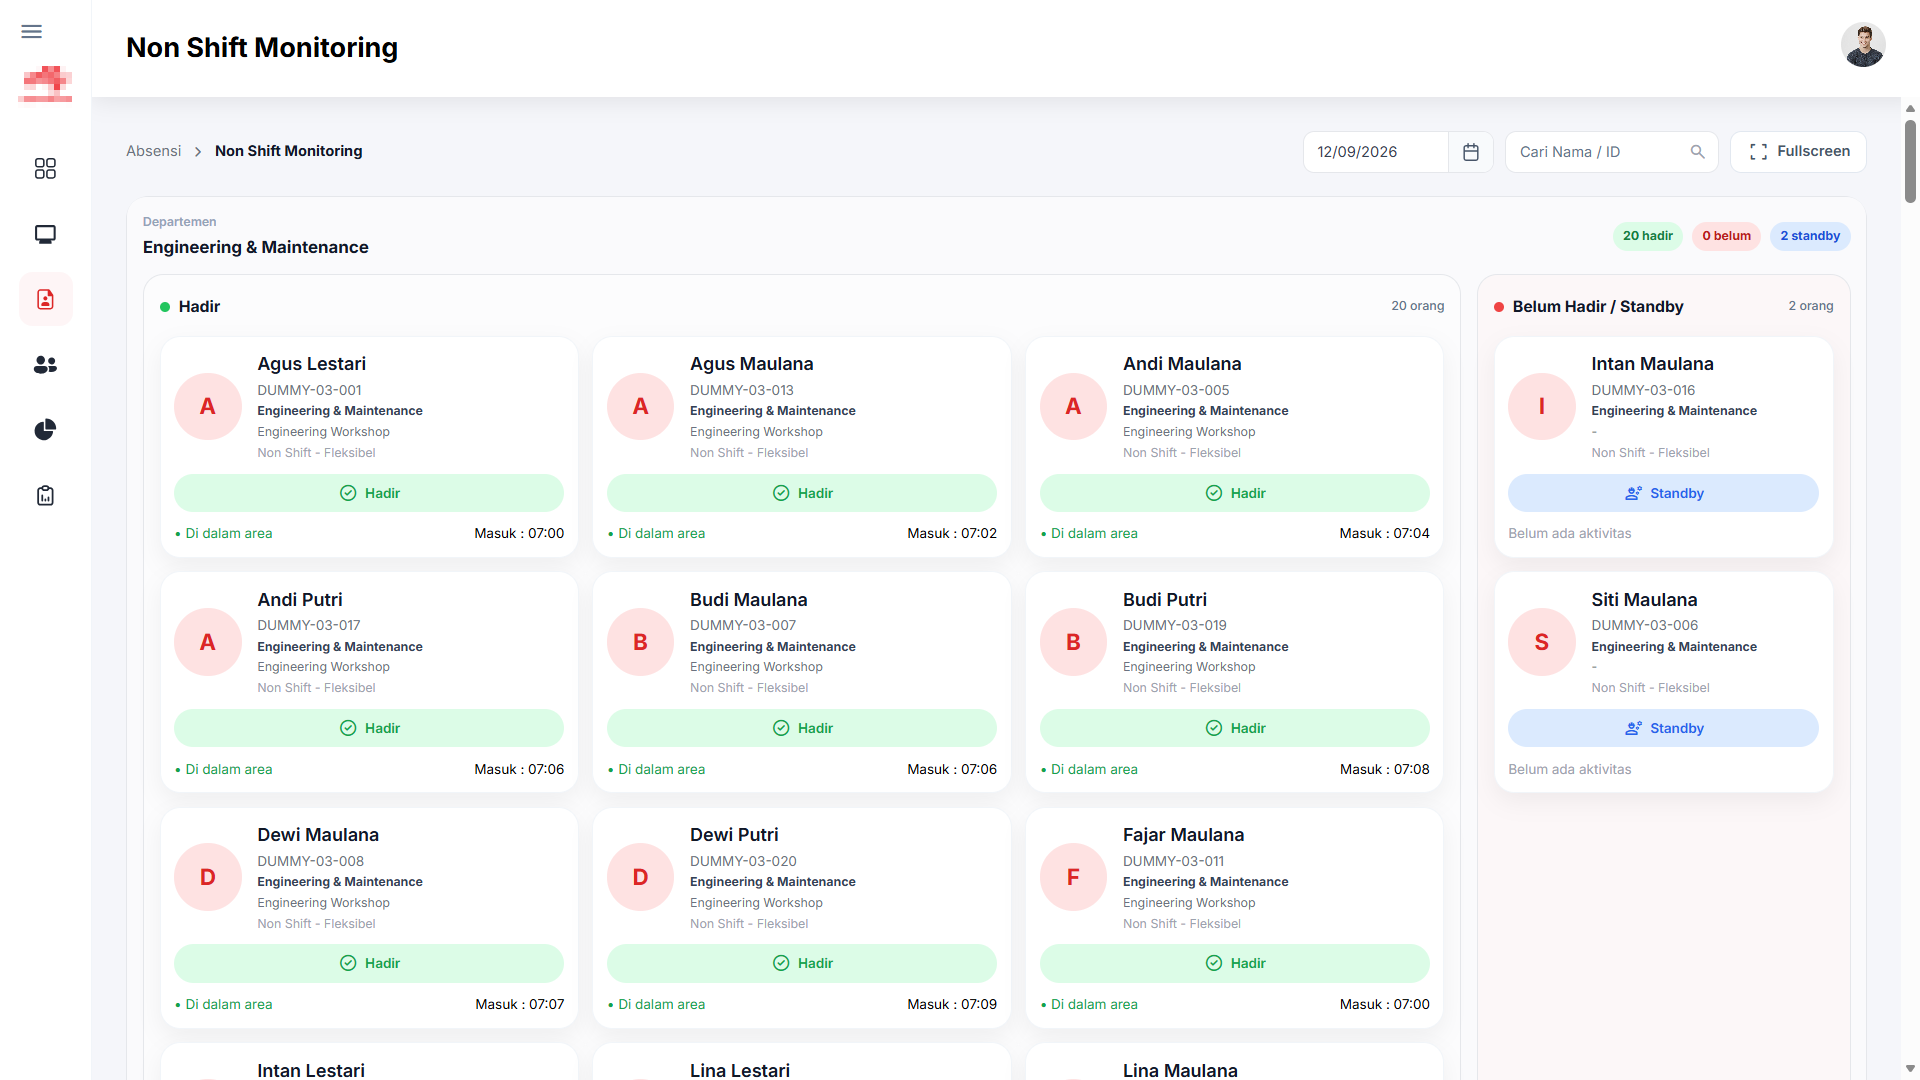 Non Shift Monitoring
Absensi > Non Shift Monitoring
12/09/2026
Cari Nama / ID
Fullscreen
Departemen
Engineering & Maintenance
20 hadir
0 belum
2 standby
Hadir
20 orang
A
Agus Lestari
DUMMY-03-001
Engineering & Maintenance
Engineering Workshop
Non Shift - Fleksibel
Hadir
• Di dalam area
Masuk : 07:00
A
Agus Maulana
DUMMY-03-013
Engineering & Maintenance
Engineering Workshop
Non Shift - Fleksibel
Hadir
• Di dalam area
Masuk : 07:02
A
Andi Maulana
DUMMY-03-005
Engineering & Maintenance
Engineering Workshop
Non Shift - Fleksibel
Hadir
• Di dalam area
Masuk : 07:04
A
Andi Putri
DUMMY-03-017
Engineering & Maintenance
Engineering Workshop
Non Shift - Fleksibel
Hadir
• Di dalam area
Masuk : 07:06
B
Budi Maulana
DUMMY-03-007
Engineering & Maintenance
Engineering Workshop
Non Shift - Fleksibel
Hadir
• Di dalam area
Masuk : 07:06
B
Budi Putri
DUMMY-03-019
Engineering & Maintenance
Engineering Workshop
Non Shift - Fleksibel
Hadir
• Di dalam area
Masuk : 07:08
D
Dewi Maulana
DUMMY-03-008
Engineering & Maintenance
Engineering Workshop
Non Shift - Fleksibel
Hadir
• Di dalam area
Masuk : 07:07
D
Dewi Putri
DUMMY-03-020
Engineering & Maintenance
Engineering Workshop
Non Shift - Fleksibel
Hadir
• Di dalam area
Masuk : 07:09
F
Fajar Maulana
DUMMY-03-011
Engineering & Maintenance
Engineering Workshop
Non Shift - Fleksibel
Hadir
• Di dalam area
Masuk : 07:00
Intan Lestari
Lina Lestari
Lina Maulana
Belum Hadir / Standby
2 orang
I
Intan Maulana
DUMMY-03-016
Engineering & Maintenance
-
Non Shift - Fleksibel
Standby
Belum ada aktivitas
S
Siti Maulana
DUMMY-03-006
Engineering & Maintenance
-
Non Shift - Fleksibel
Standby
Belum ada aktivitas